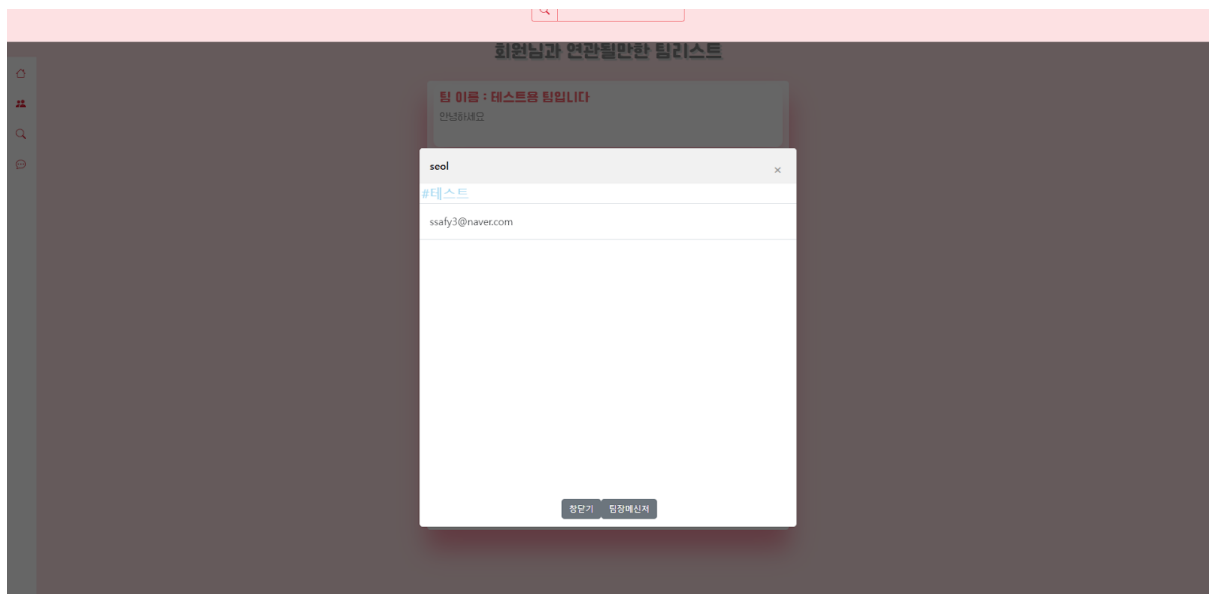 회원님과 연관될만한 팀리스트
팀 이름 : 테스트용 팀입니다
안녕하세요
seol
×
#테스트
ssafy3@naver.com
창닫기 팀장메신저